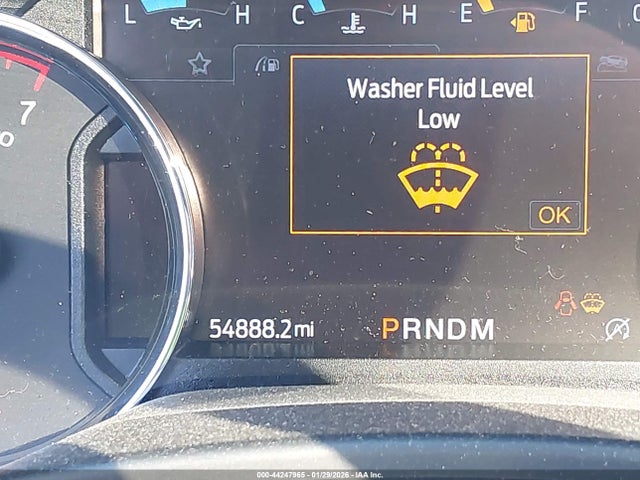 L H C H E F
7
Washer Fluid Level
Low
OK
54888.2mi PRNDM
000-44247965 | 01/29/2026 | IAA Inc.